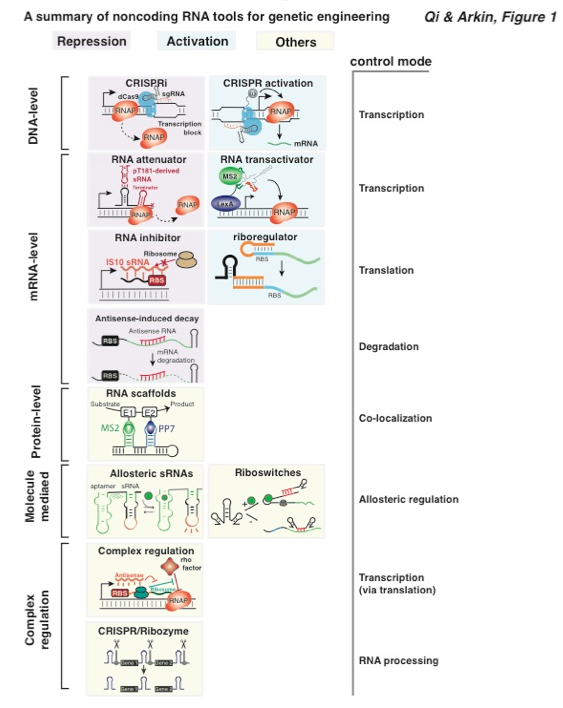 A summary of noncoding RNA tools for genetic engineering
Qi & Arkin, Figure 1
Repression
Activation
Others
control mode
DNA-level
CRISPRi
dCas9
sgRNA
RNAP
Transcription
block
RNAP
CRISPR activation
ω
RNAP
mRNA
Transcription
mRNA-level
RNA attenuator
pT181-derived
sRNA
Terminator
RNAP
RNAP
RNA transactivator
MS2
LexA
RNAP
Transcription
RNA inhibitor
Ribosome
IS10 sRNA
RBS
riboregulator
RBS
RBS
Translation
Antisense-induced decay
Antisense RNA
RBS
mRNA
degradation
RBS
Degradation
Protein-level
RNA scaffolds
Substrate
Product
E1
E2
MS2
PP7
Co-localization
Molecule
mediaed
Allosteric sRNAs
aptamer
sRNA
Riboswitches
+
-
Allosteric regulation
Complex
regulation
Complex regulation
rho
factor
Antisense
RBS
Ribosome
RNAP
Transcription
(via translation)
CRISPR/Ribozyme
Gene 1
Gene 2
Gene 1
Gene 2
RNA processing